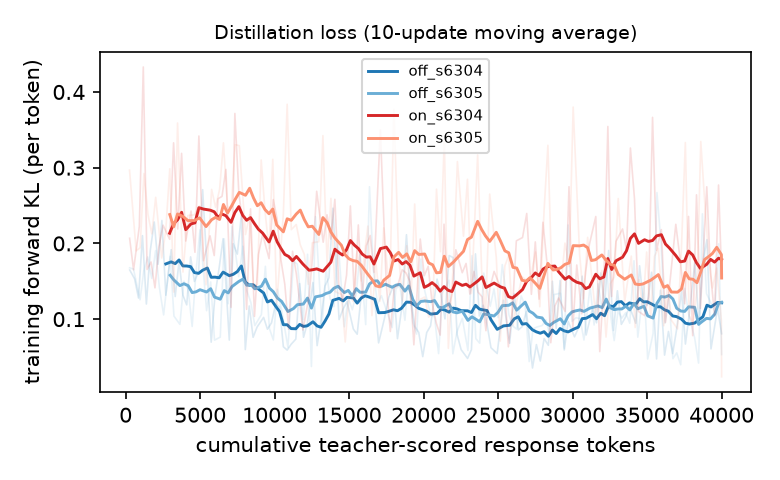 Distillation loss (10-update moving average)
training forward KL (per token)
0.4
0.3
0.2
0.1
off_s6304
off_s6305
on_s6304
on_s6305
0 5000 10000 15000 20000 25000 30000 35000 40000
cumulative teacher-scored response tokens